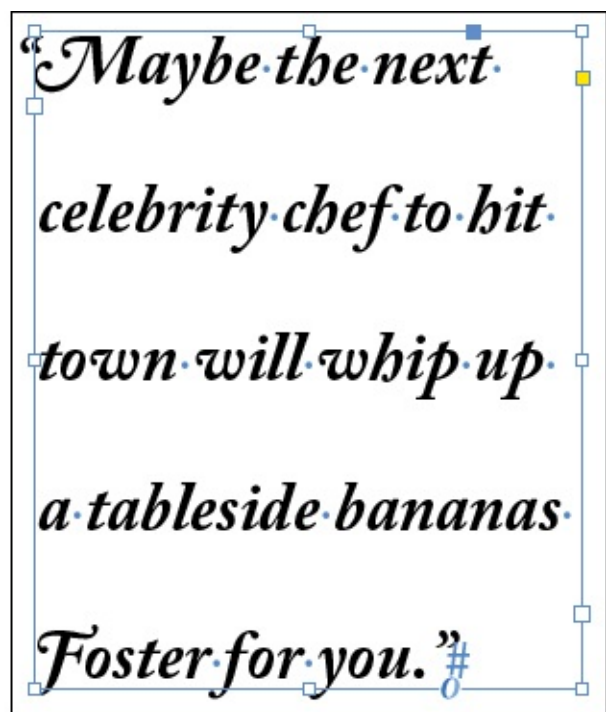 “Maybe the next
celebrity chef to hit
town will whip up
a tableside bananas
Foster for you.”